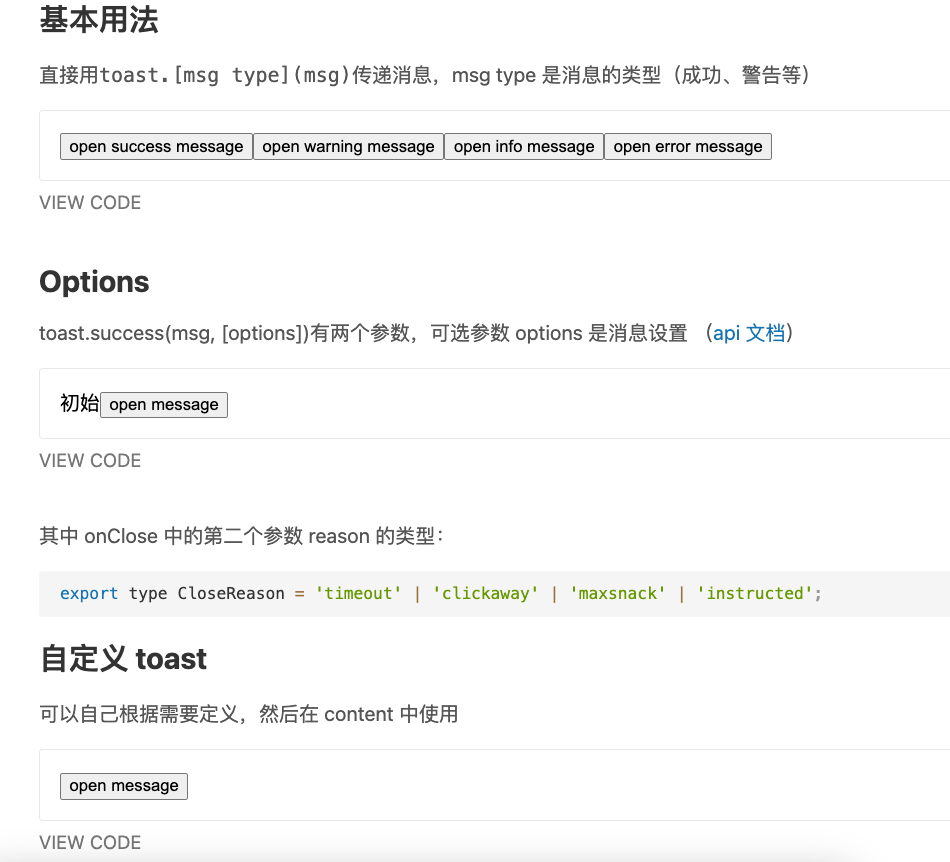 基本用法
直接用toast.[msg type](msg)传递消息，msg type 是消息的类型（成功、警告等）
open success message open warning message open info message open error message
VIEW CODE
Options
toast.success(msg, [options])有两个参数，可选参数 options 是消息设置 （api 文档）
初始 open message
VIEW CODE
其中 onClose 中的第二个参数 reason 的类型：
export type CloseReason = 'timeout' | 'clickaway' | 'maxsnack' | 'instructed';
自定义 toast
可以自己根据需要定义，然后在 content 中使用
open message
VIEW CODE